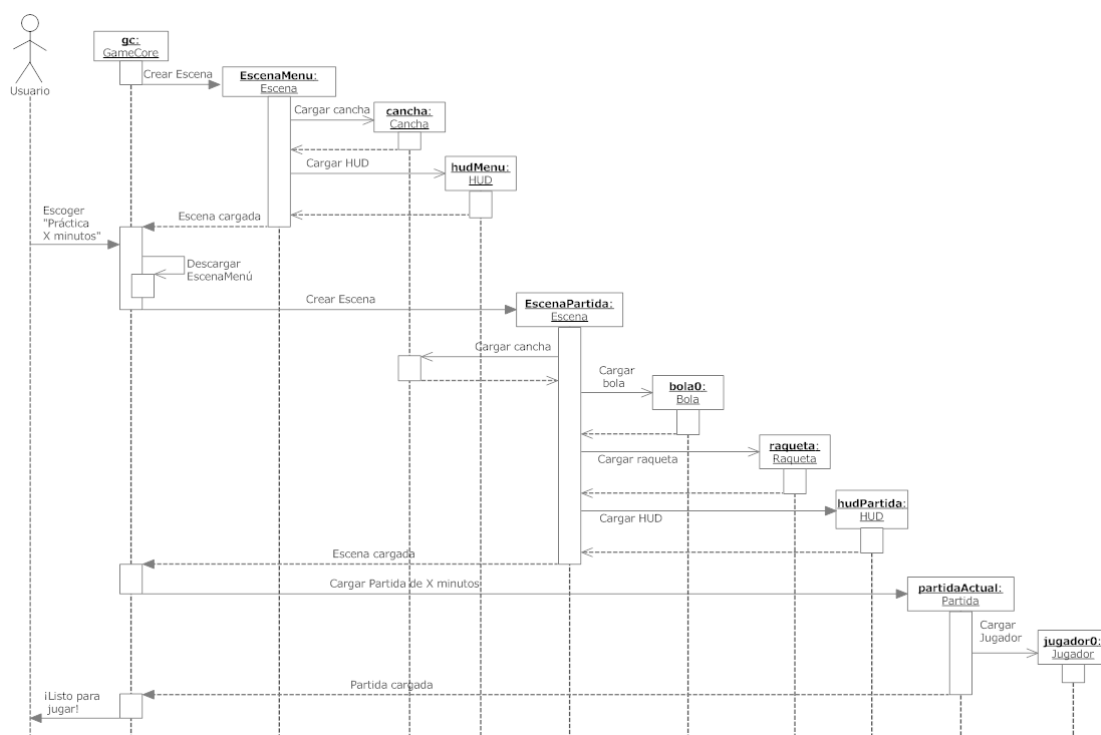 gc:
GameCore
Usuario
Crear Escena
EscenaMenu:
Escena
Cargar cancha
cancha:
Cancha
Cargar HUD
hudMenu:
HUD
Escena cargada
Escoger
"Práctica
X minutos"
Descargar
EscenaMenú
Crear Escena
EscenaPartida:
Escena
Cargar cancha
Cargar
bola
bola0:
Bola
Cargar raqueta
raqueta:
Raqueta
Cargar HUD
hudPartida:
HUD
Escena cargada
Cargar Partida de X minutos
partidaActual:
Partida
Cargar
Jugador
jugador0:
Jugador
Partida cargada
¡Listo para
jugar!